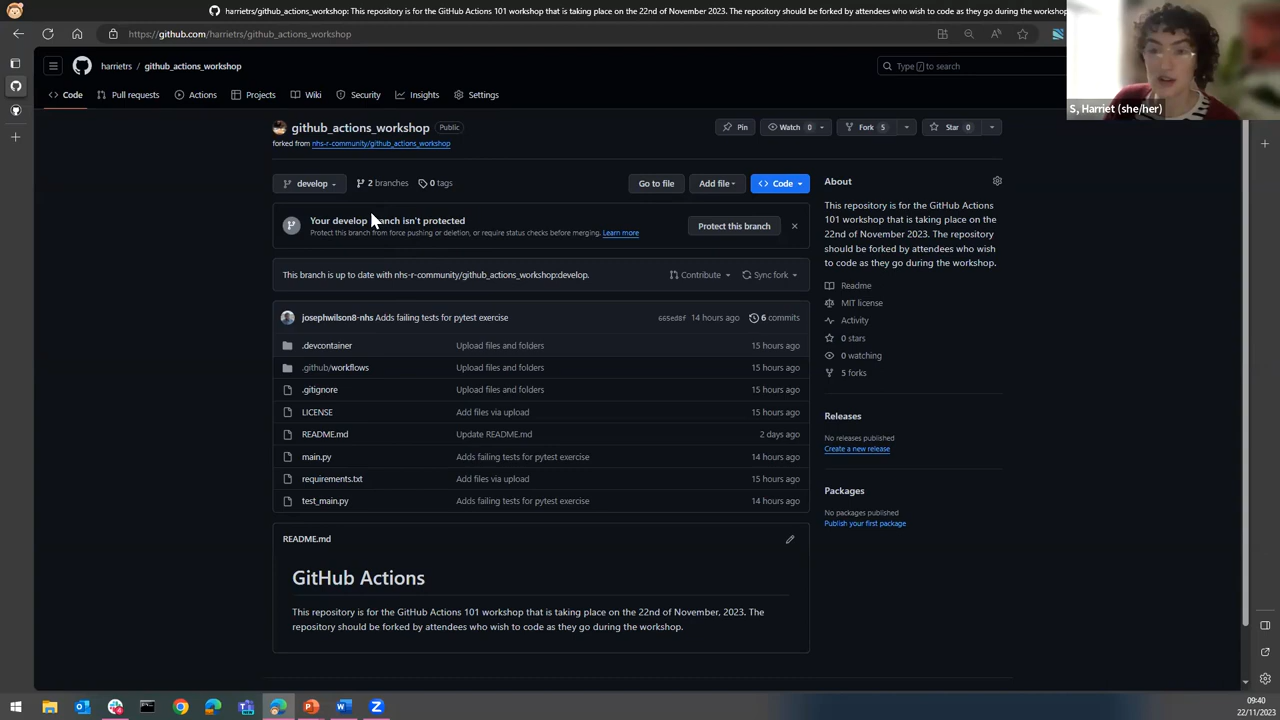 harrietrs/github_actions_workshop: This repository is for the GitHub Actions 101 workshop that is taking place on the 22nd of November 2023. The repository should be forked by attendees who wish to code as they go during the workshop.
https://github.com/harrietrs/github_actions_workshop
harrietrs / github_actions_workshop
Type / to search
Code
Pull requests
Actions
Projects
Wiki
Security
Insights
Settings
S, Harriet (she/her)
github_actions_workshop Public
forked from nhs-r-community/github_actions_workshop
Pin
Watch 0
Fork 5
Star 0
develop
2 branches
0 tags
Go to file
Add file
Code
Your develop branch isn't protected
Protect this branch from force pushing or deletion, or require status checks before merging. Learn more
Protect this branch
This branch is up to date with nhs-r-community/github_actions_workshop:develop.
Contribute
Sync fork
josephwilson8-nhs Adds failing tests for pytest exercise
665ed8f 14 hours ago
6 commits
.devcontainer Upload files and folders 15 hours ago
.github/workflows Upload files and folders 15 hours ago
.gitignore Upload files and folders 15 hours ago
LICENSE Add files via upload 15 hours ago
README.md Update README.md 2 days ago
main.py Adds failing tests for pytest exercise 14 hours ago
requirements.txt Add files via upload 15 hours ago
test_main.py Adds failing tests for pytest exercise 14 hours ago
README.md
GitHub Actions
This repository is for the GitHub Actions 101 workshop that is taking place on the 22nd of November, 2023. The
repository should be forked by attendees who wish to code as they go during the workshop.
About
This repository is for the GitHub Actions
101 workshop that is taking place on the
22nd of November 2023. The repository
should be forked by attendees who wish
to code as they go during the workshop.
Readme
MIT license
Activity
0 stars
0 watching
5 forks
Releases
No releases published
Create a new release
Packages
No packages published
Publish your first package
09:40
22/11/2023